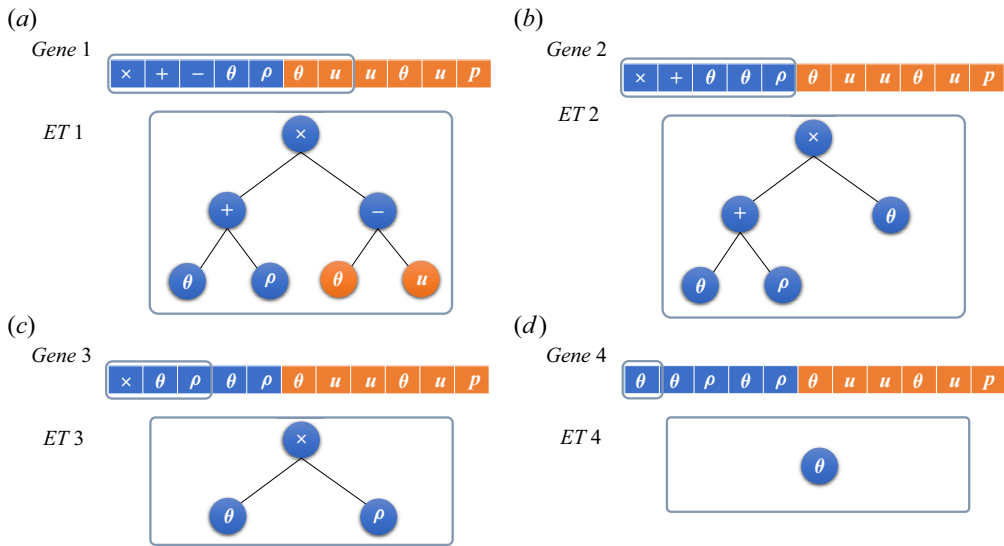 (a)
Gene 1
× + − θ ρ θ u u θ u p
ET 1
×
+ −
θ ρ θ u
(b)
Gene 2
× + θ θ ρ θ u u θ u p
ET 2
×
+ θ
θ ρ
(c)
Gene 3
× θ ρ θ ρ θ u u θ u p
ET 3
×
θ ρ
(d)
Gene 4
θ θ ρ θ ρ θ u u θ u p
ET 4
θ